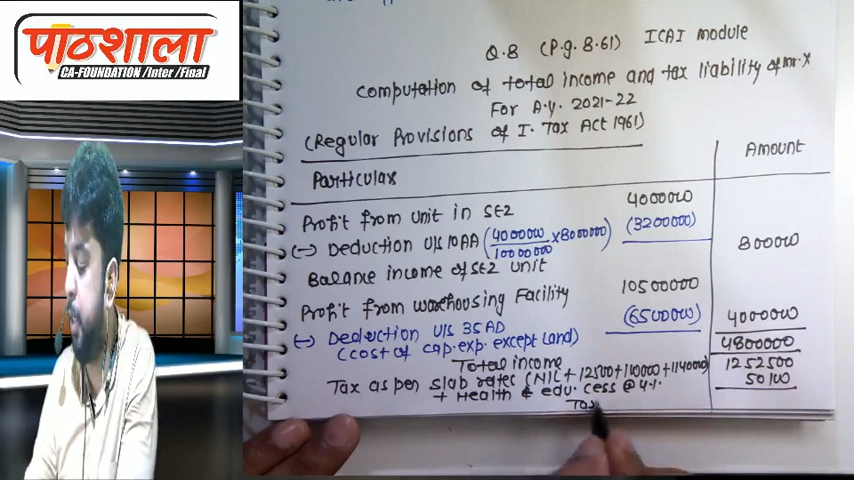 पाठशाला
CA-FOUNDATION /Inter /Final
Q.8 (P.g. 8.61) ICAI module
Computation of total income and tax liability of mr. X
For A.y. 2021-22
(Regular Provisions of I. Tax Act 1961)
Particulars Amount
Profit from Unit in SEZ 4000000
(-) Deduction U/s 10AA (4000000/10000000 x 8000000) (3200000)
Balance income of SEZ unit 800000
Profit from warehousing Facility 10500000
(-) Deduction U/s 35AD (6500000) 4000000
(cost of cap. exp. except Land)
Total income 4800000
Tax as per slab rates (NIL + 12500 + 100000 + 1140000) 1252500
+ Health & edu. cess @ 4% 50100